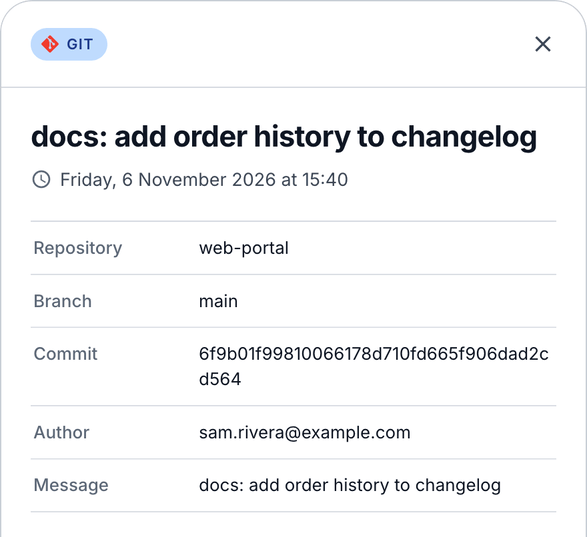 GIT
docs: add order history to changelog
Friday, 6 November 2026 at 15:40
Repository web-portal
Branch main
Commit 6f9b01f99810066178d710fd665f906dad2c
d564
Author sam.rivera@example.com
Message docs: add order history to changelog